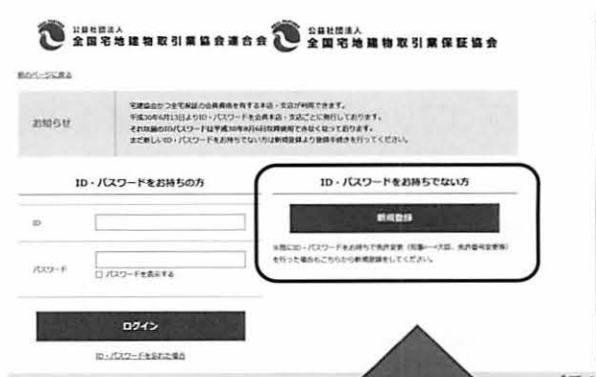 公益社団法人
全国宅地建物取引業協会連合会
公益社団法人
全国宅地建物取引業保証協会
前のページに戻る
お知らせ
宅建協会かつ全宅保証の会員資格を有する本店・支店が利用できます。
平成30年6月13日よりID・パスワードを会員本店・支店ごとに発行しております。
それ以前のID/パスワードは平成30年8月6日以降使用できなくなっております。
まだ新しいID・パスワードをお持ちでない方は新規登録より登録手続きを行ってください。
ID・パスワードをお持ちの方
ID
パスワード
パスワードを表示する
ログイン
ID・パスワードを忘れた場合
ID・パスワードをお持ちでない方
新規登録
※既にID・パスワードをお持ちで免許変更（知事⟷大臣、免許番号変更等）
を行った場合もこちらから新規登録をしてください。